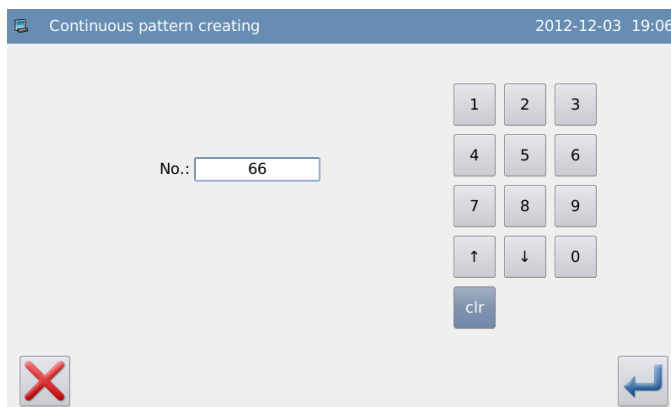 Continuous pattern creating 2012-12-03 19:06
1 2 3
No.: 66
4 5 6
7 8 9
↑ ↓ 0
clr